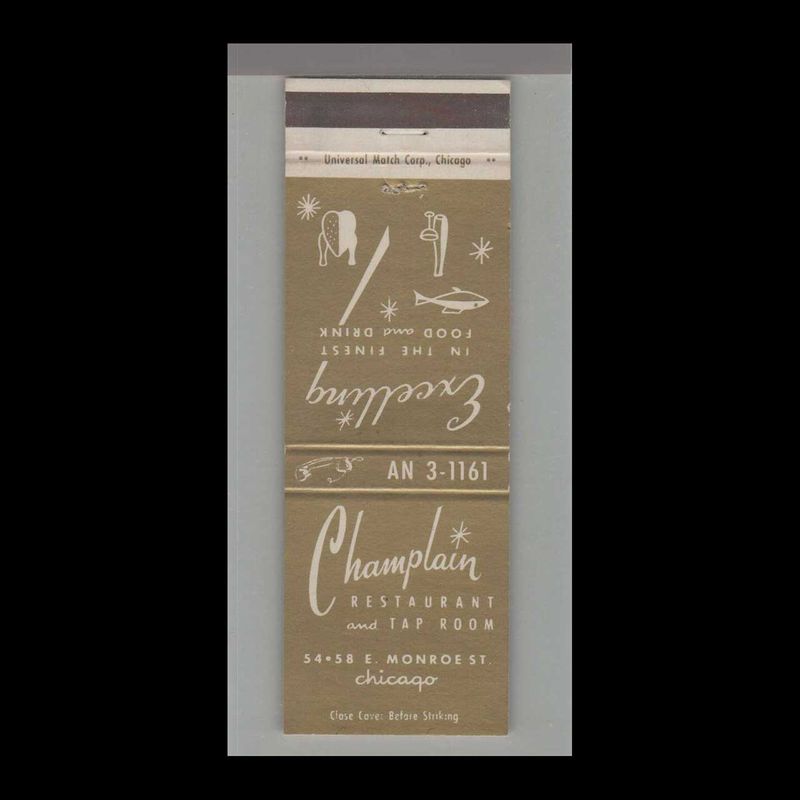 ** Universal Match Corp., Chicago **
Excelling
IN THE FINEST
FOOD and DRINK
AN 3-1161
Champlain
RESTAURANT
and TAP ROOM
54•58 E. MONROE ST.
chicago
Close Cover Before Striking